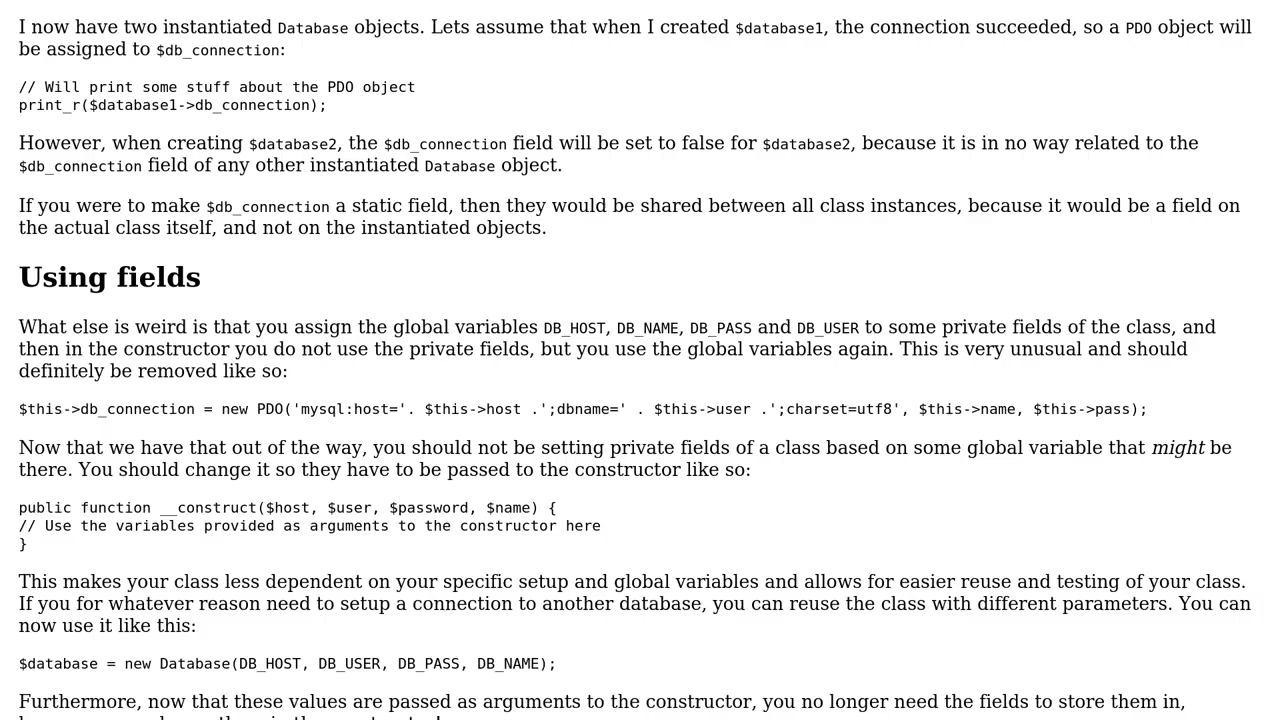 I now have two instantiated Database objects. Lets assume that when I created $database1, the connection succeeded, so a PDO object will
be assigned to $db_connection:
// Will print some stuff about the PDO object
print_r($database1->db_connection);
However, when creating $database2, the $db_connection field will be set to false for $database2, because it is in no way related to the
$db_connection field of any other instantiated Database object.
If you were to make $db_connection a static field, then they would be shared between all class instances, because it would be a field on
the actual class itself, and not on the instantiated objects.
Using fields
What else is weird is that you assign the global variables DB_HOST, DB_NAME, DB_PASS and DB_USER to some private fields of the class, and
then in the constructor you do not use the private fields, but you use the global variables again. This is very unusual and should
definitely be removed like so:
$this->db_connection = new PDO('mysql:host='. $this->host .';dbname=' . $this->user .';charset=utf8', $this->name, $this->pass);
Now that we have that out of the way, you should not be setting private fields of a class based on some global variable that might be
there. You should change it so they have to be passed to the constructor like so:
public function __construct($host, $user, $password, $name) {
// Use the variables provided as arguments to the constructor here
}
This makes your class less dependent on your specific setup and global variables and allows for easier reuse and testing of your class.
If you for whatever reason need to setup a connection to another database, you can reuse the class with different parameters. You can
now use it like this:
$database = new Database(DB_HOST, DB_USER, DB_PASS, DB_NAME);
Furthermore, now that these values are passed as arguments to the constructor, you no longer need the fields to store them in,